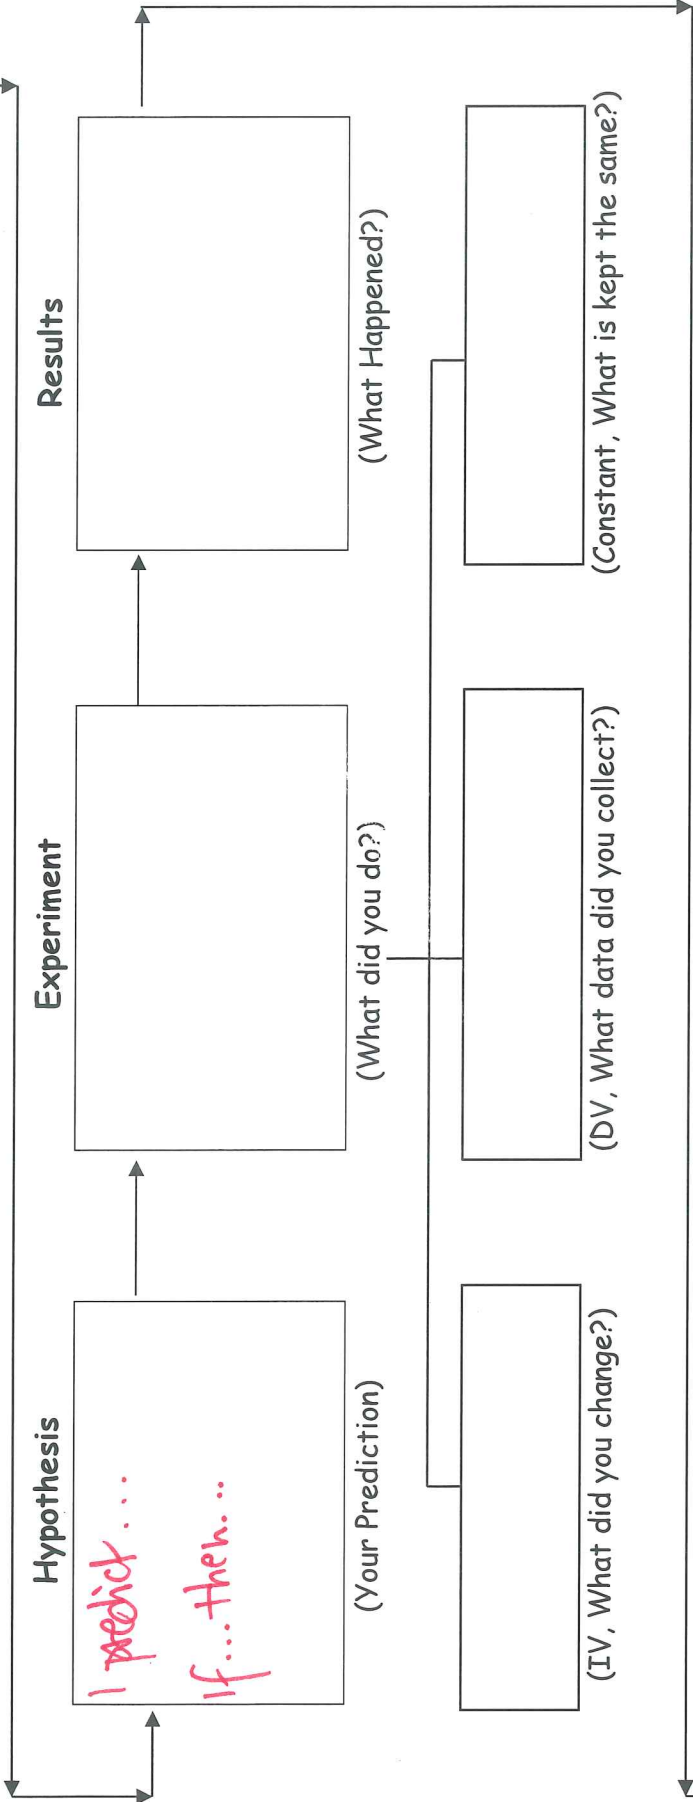 Hypothesis
I predict....
If...then...
(Your Prediction)
Experiment
(What did you do?)
Results
(What Happened?)
(IV, What did you change?)
(DV, What data did you collect?)
(Constant, What is kept the same?)